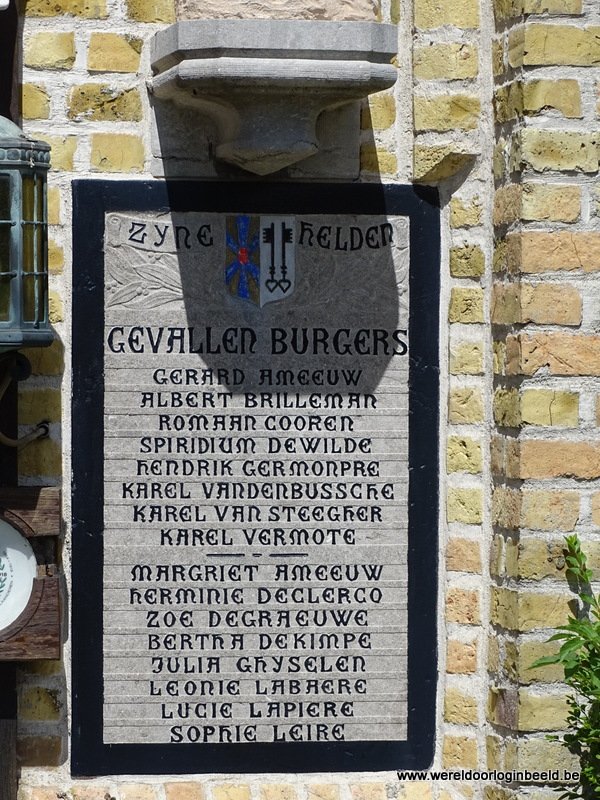 ZYNE HELDEN
GEVALLEN BURGERS
GERARD AMEEUW
ALBERT BRILLEMAN
ROMAAN COOREN
SPIRIDIUM DEWILDE
HENDRIK GERMONPRE
KAREL VANDENBUSSCHE
KAREL VAN STEEGHER
KAREL VERMOTE
MARGRIET AMEEUW
HERMINIE DECLERCO
ZOE DEGRAEUWE
BERTHA DEKIMPE
JULIA GHYSELEN
LEONIE LABAERE
LUCIE LAPIERE
SOPHIE LEIRE
www.wereldoorloginbeeld.be